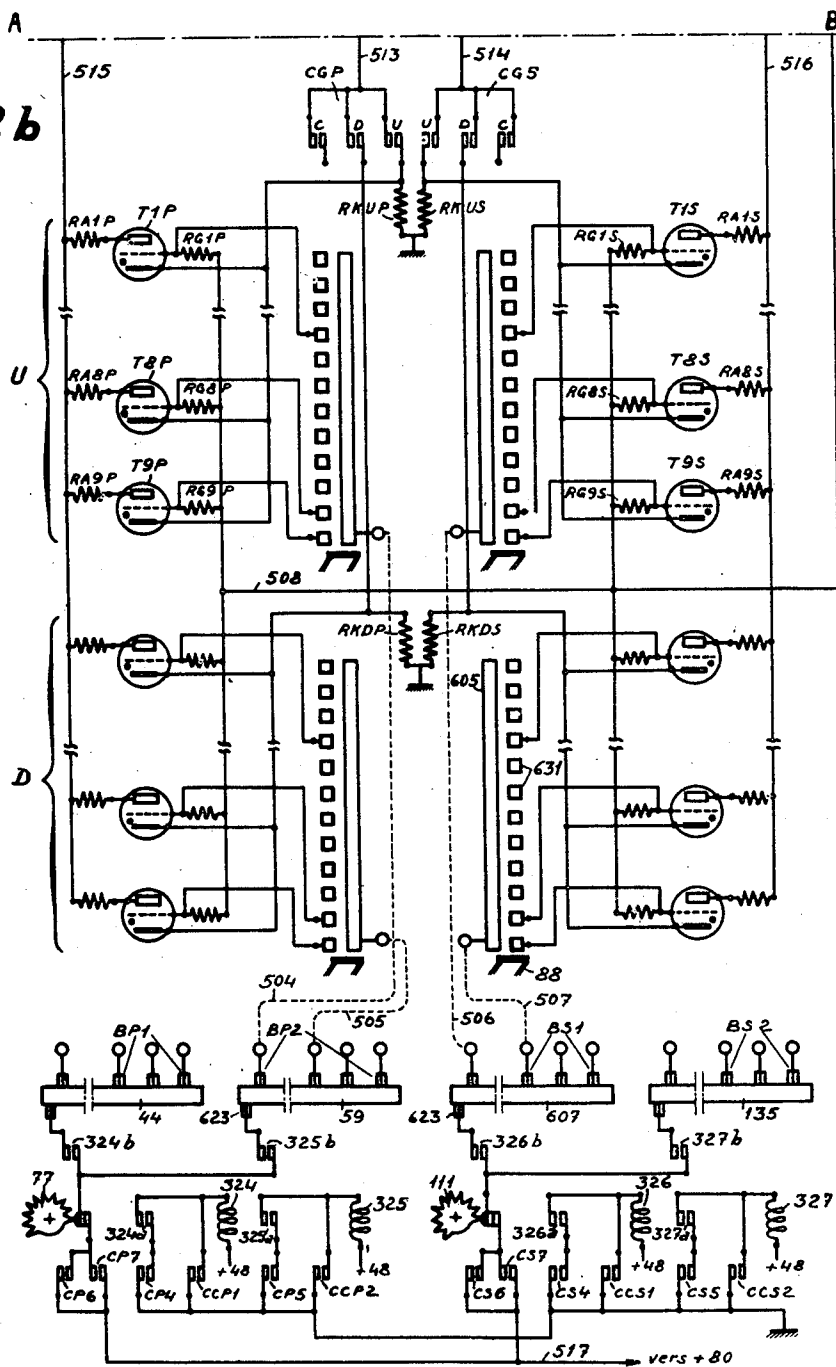 A B
515 513 514 516
CGP CGS
2b
C D U U D C
RKUP RKUS
RA1P T1P RG1P RG1S T1S RA1S
U
RA8P T8P RG8P RG8S T8S RA8S
RA9P T9P RG9P RG9S T9S RA9S
508
RKDP RKDS
605
631
D
88
504 505 506 507
BP1 BP2 BS1 BS2
44 623 59 623 607 135
324b 325b 326b 327b
77 324 325 111 326 327
324a 325a 326a 327a
+48 +48 +48 +48
CP7 CS7
CP6 CP4 CCP1 CP5 CCP2 CS6 CS4 CCS1 CS5 CCS2
517 vers +80